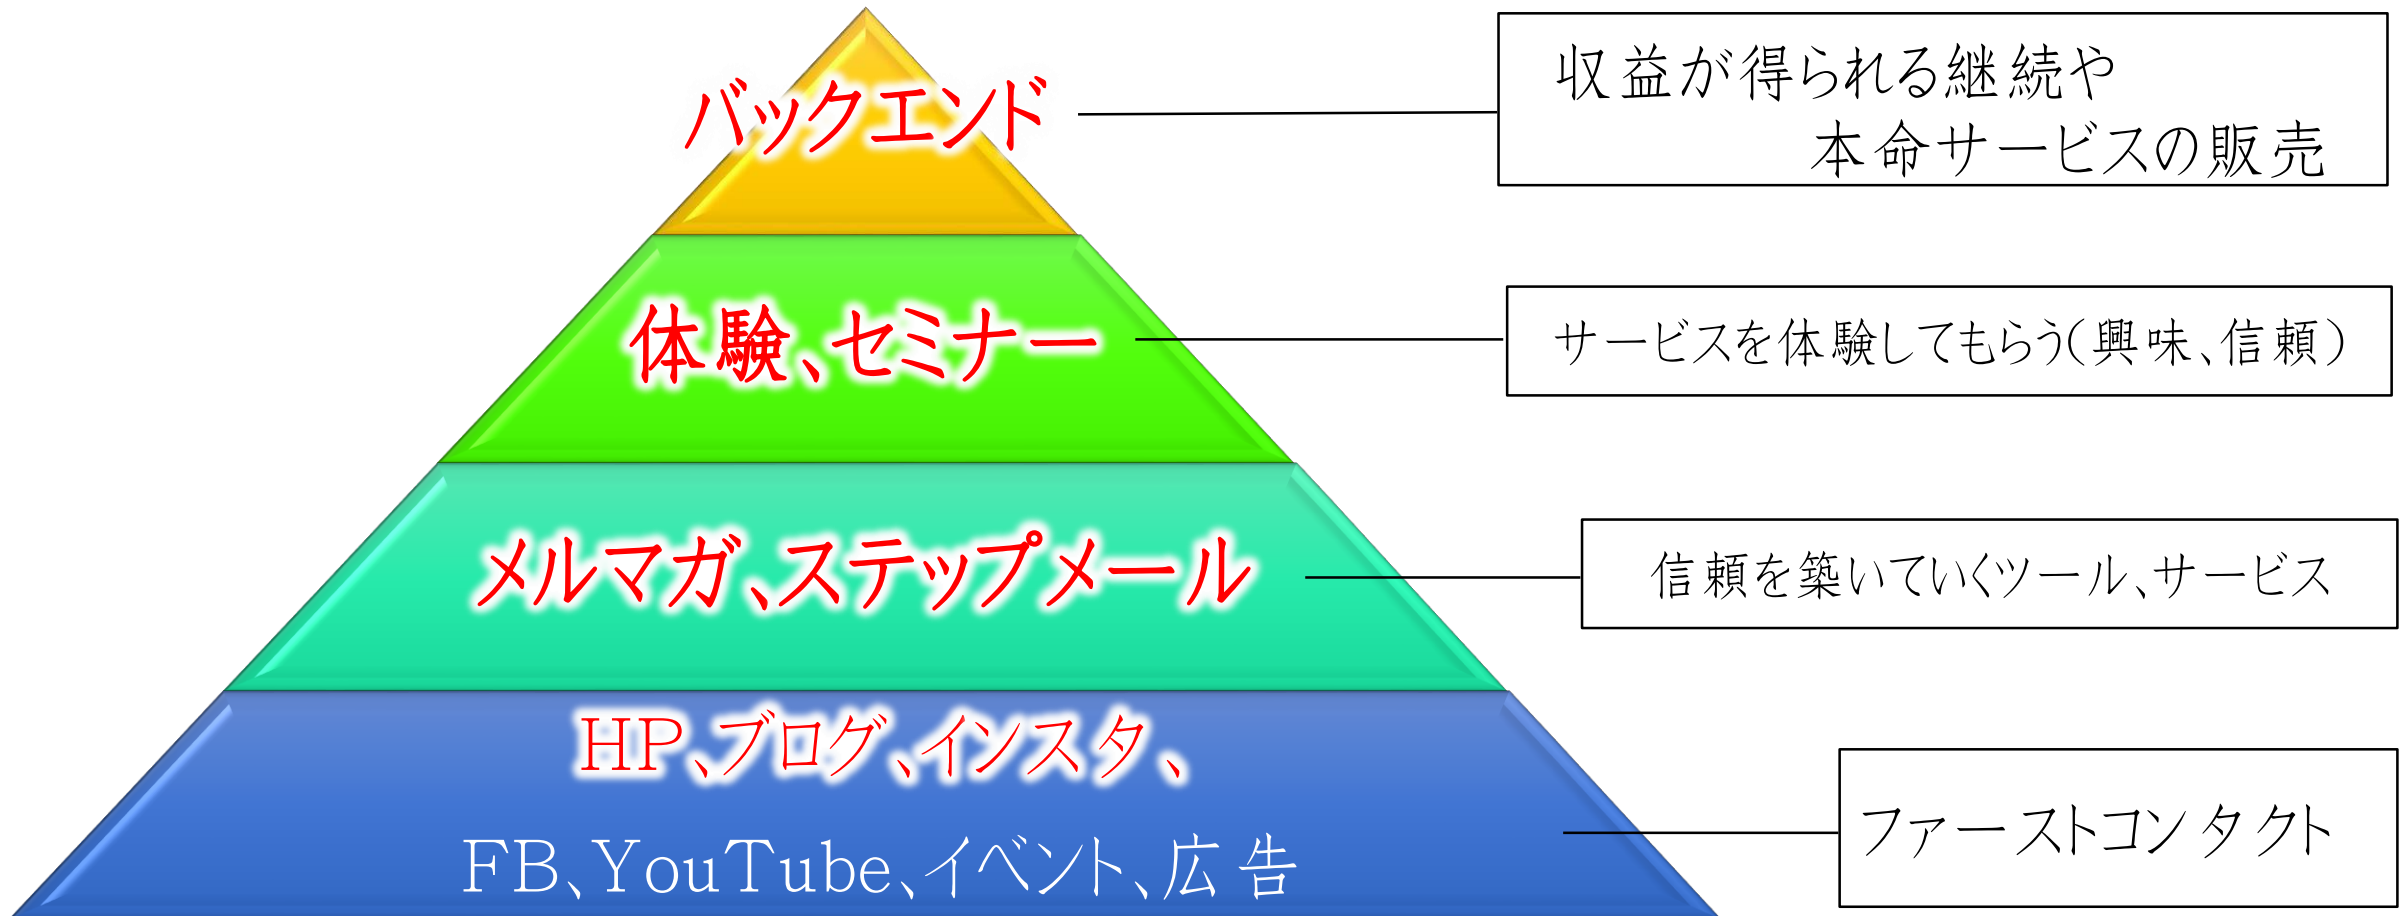 バックエンド
収益が得られる継続や
本命サービスの販売
体験、セミナー
サービスを体験してもらう(興味、信頼)
メルマガ、ステップメール
信頼を築いていくツール、サービス
HP、ブログ、インスタ、
FB、YouTube、イベント、広告
ファーストコンタクト